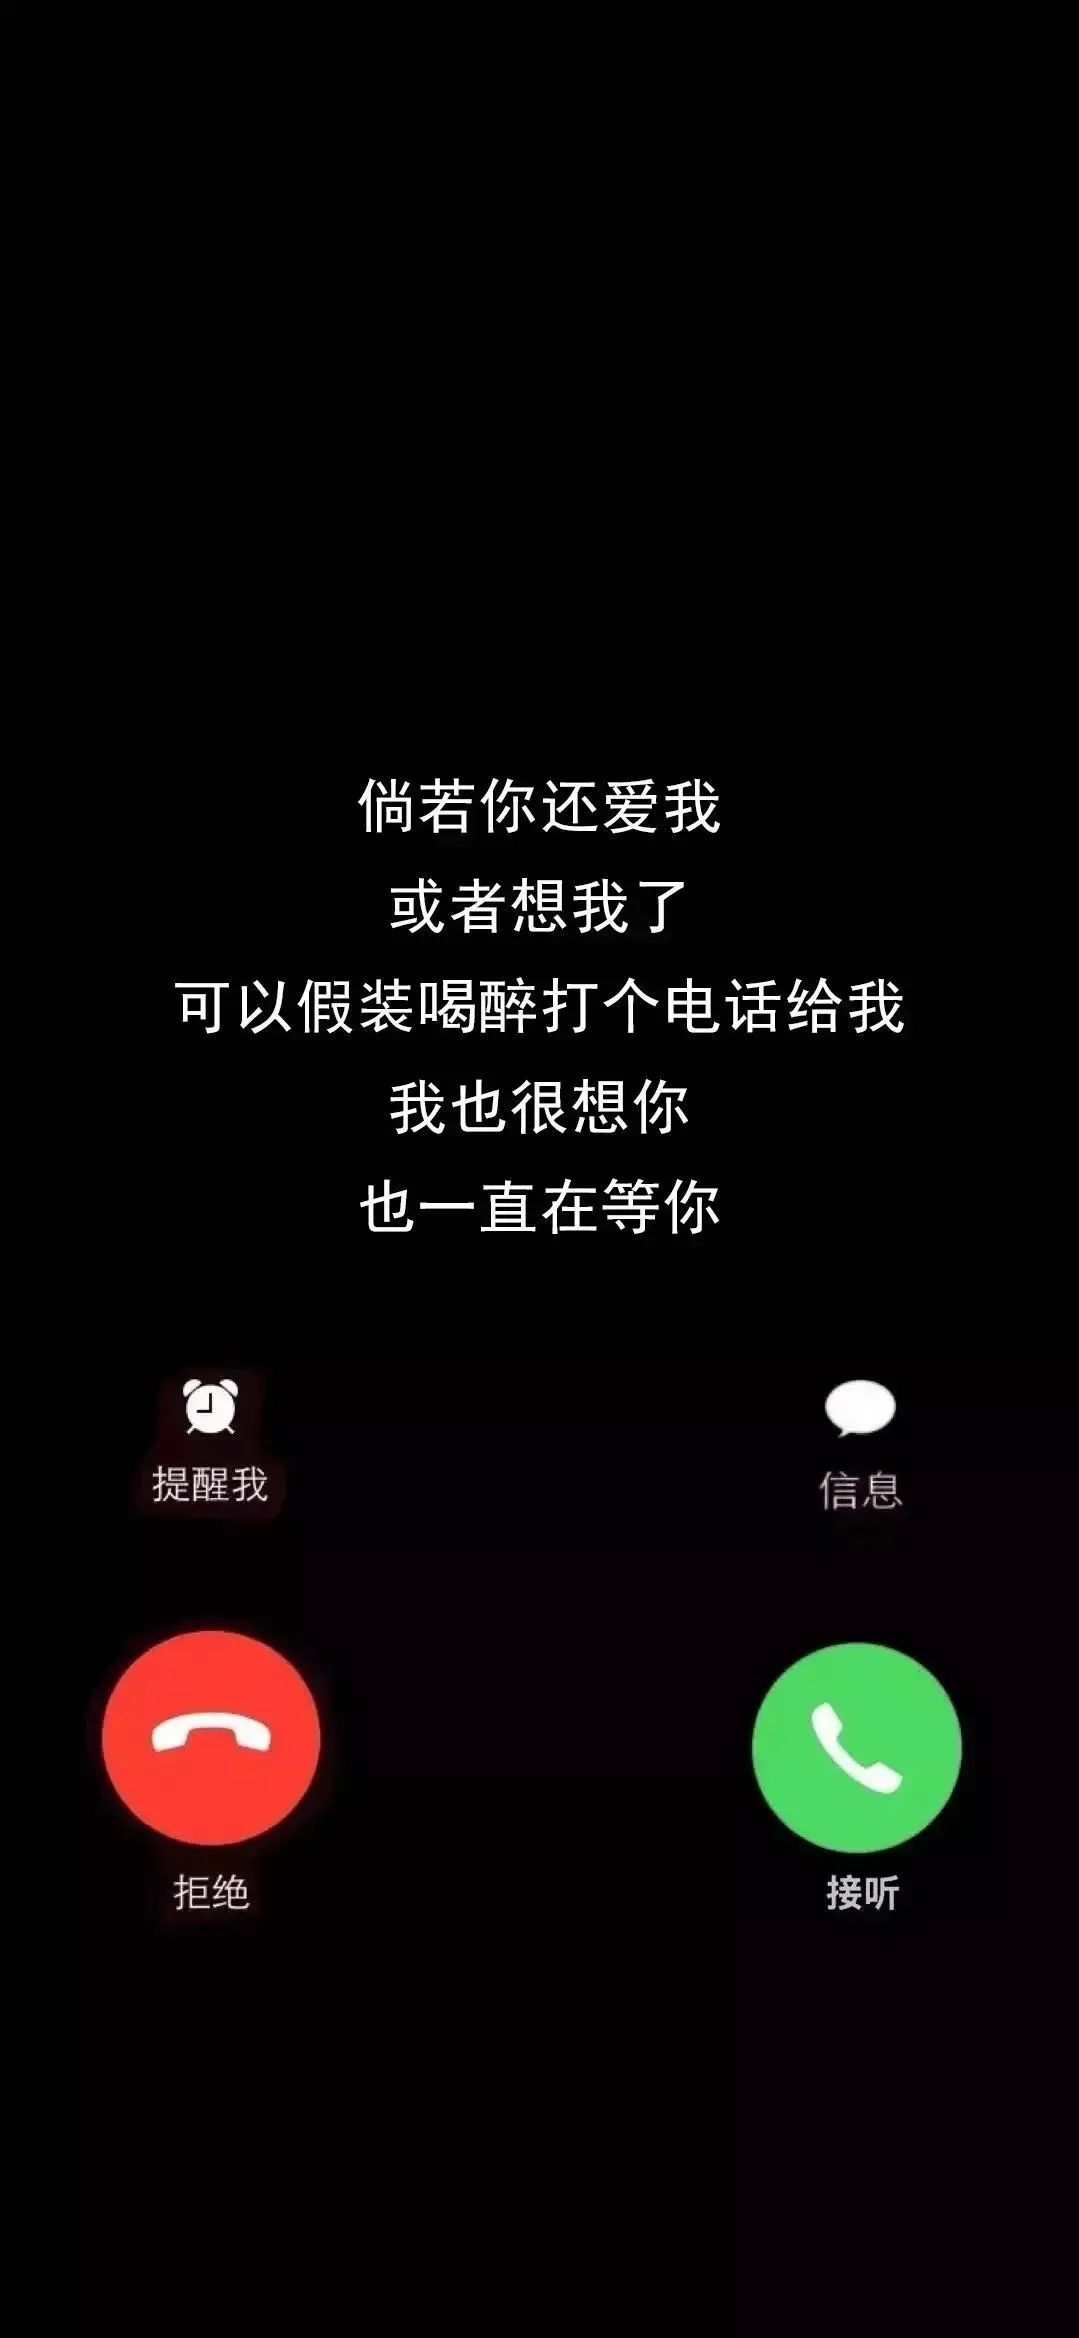 倘若你还爱我
或者想我了
可以假装喝醉打个电话给我
我也很想你
也一直在等你
提醒我
信息
拒绝
接听